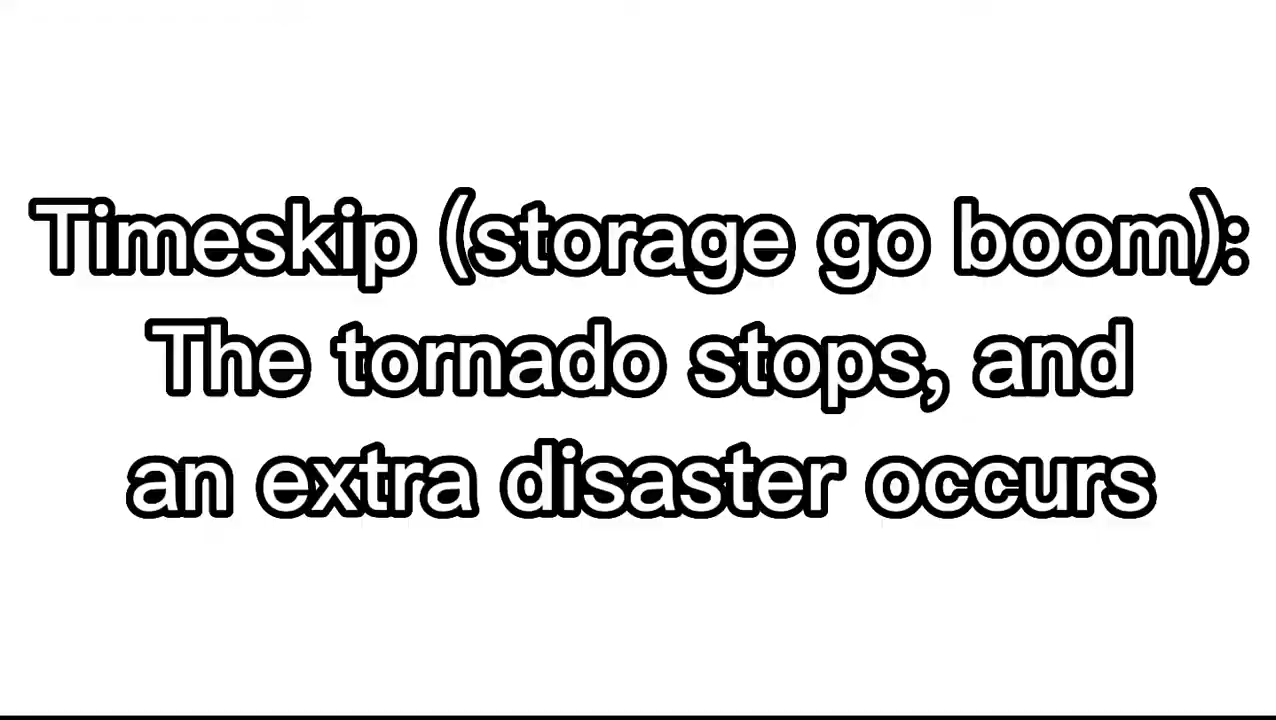 Timeskip (storage go boom):
The tornado stops, and
an extra disaster occurs